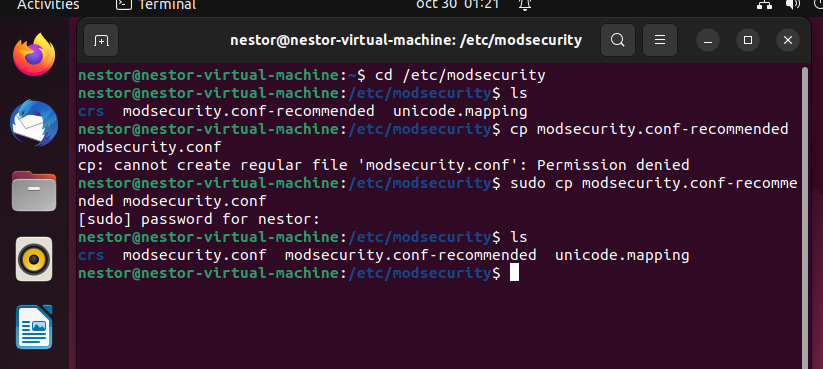 Activities Terminal oct 30 01:21
nestor@nestor-virtual-machine: /etc/modsecurity
nestor@nestor-virtual-machine:~$ cd /etc/modsecurity
nestor@nestor-virtual-machine:/etc/modsecurity$ ls
crs  modsecurity.conf-recommended  unicode.mapping
nestor@nestor-virtual-machine:/etc/modsecurity$ cp modsecurity.conf-recommended
modsecurity.conf
cp: cannot create regular file 'modsecurity.conf': Permission denied
nestor@nestor-virtual-machine:/etc/modsecurity$ sudo cp modsecurity.conf-recomme
nded modsecurity.conf
[sudo] password for nestor:
nestor@nestor-virtual-machine:/etc/modsecurity$ ls
crs  modsecurity.conf  modsecurity.conf-recommended  unicode.mapping
nestor@nestor-virtual-machine:/etc/modsecurity$